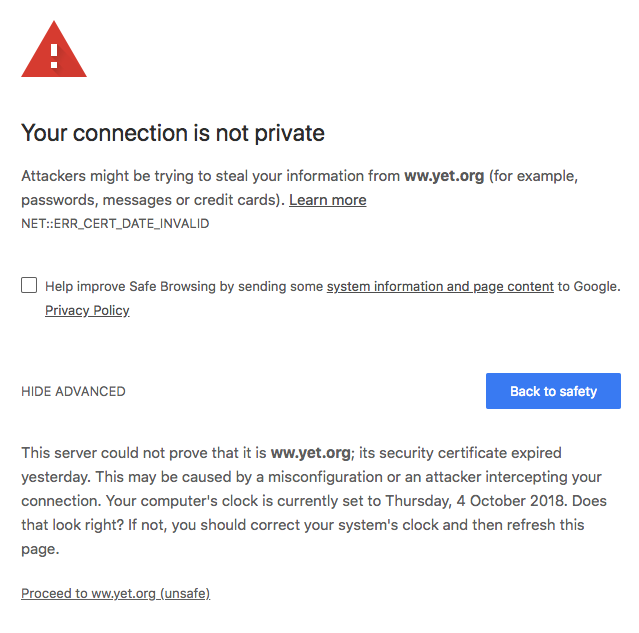 Your connection is not private
Attackers might be trying to steal your information from ww.yet.org (for example,
passwords, messages or credit cards). Learn more
NET::ERR_CERT_DATE_INVALID
Help improve Safe Browsing by sending some system information and page content to Google.
Privacy Policy
HIDE ADVANCED
Back to safety
This server could not prove that it is ww.yet.org; its security certificate expired
yesterday. This may be caused by a misconfiguration or an attacker intercepting your
connection. Your computer's clock is currently set to Thursday, 4 October 2018. Does
that look right? If not, you should correct your system's clock and then refresh this
page.
Proceed to ww.yet.org (unsafe)